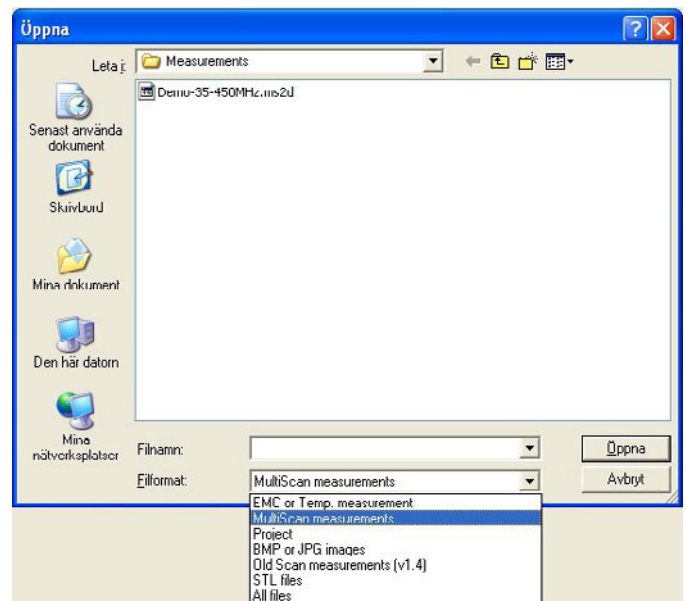 Öppna
Leta i:
Measurements
Demo-35-450MHz.ms2d
Senast använda
dokument
Skrivbord
Mina dokument
Den här datorn
Mina
nätverksplatser
Filnamn:
Öppna
Filformat:
MultiScan measurements
Avbryt
EMC or Temp. measurement
MultiScan measurements
Project
BMP or JPG images
Old Scan measurements (v1.4)
STL files
All files